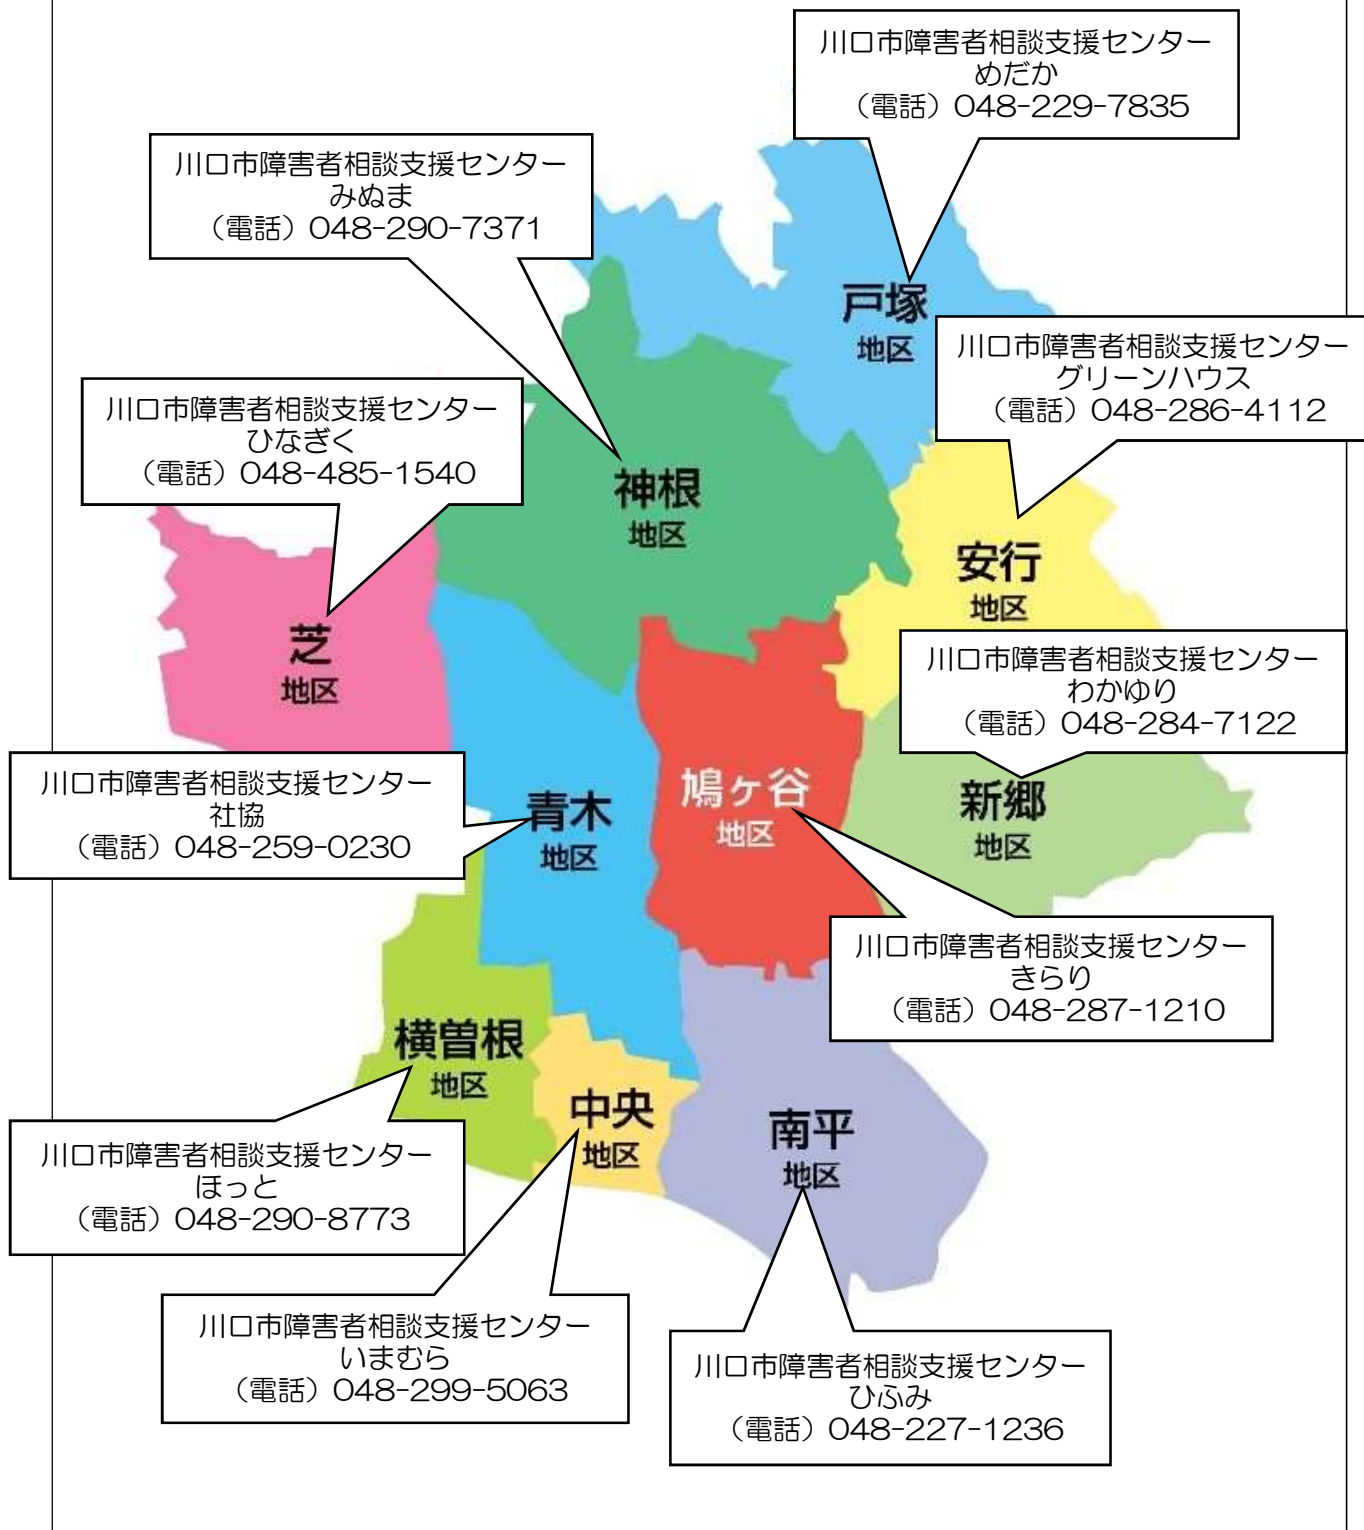 川口市障害者相談支援センター
めだか
（電話）048-229-7835
川口市障害者相談支援センター
みぬま
（電話）048-290-7371
戸塚
地区
川口市障害者相談支援センター
グリーンハウス
（電話）048-286-4112
川口市障害者相談支援センター
ひなぎく
（電話）048-485-1540
神根
地区
安行
地区
芝
地区
川口市障害者相談支援センター
わかゆり
（電話）048-284-7122
川口市障害者相談支援センター
社協
（電話）048-259-0230
青木
地区
鳩ヶ谷
地区
新郷
地区
川口市障害者相談支援センター
きらり
（電話）048-287-1210
横曽根
地区
中央
地区
南平
地区
川口市障害者相談支援センター
ほっと
（電話）048-290-8773
川口市障害者相談支援センター
いまむら
（電話）048-299-5063
川口市障害者相談支援センター
ひふみ
（電話）048-227-1236